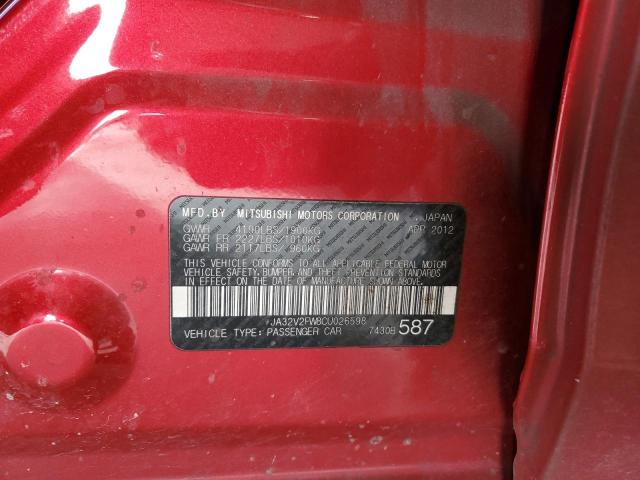 MFD. BY MITSUBISHI MOTORS CORPORATION JAPAN
GVWR 4190LBS/1900KG APR 2012
GAWR FR 2227LBS/1010KG
GAWR RR 2117LBS/960KG
THIS VEHICLE CONFORMS TO ALL APPLICABLE FEDERAL MOTOR
VEHICLE SAFETY, BUMPER, AND THEFT PREVENTION STANDARDS
IN EFFECT ON THE DATE OF MANUFACTURE SHOWN ABOVE.
JA32V2FW8CU026598
VEHICLE TYPE: PASSENGER CAR 7430B 587